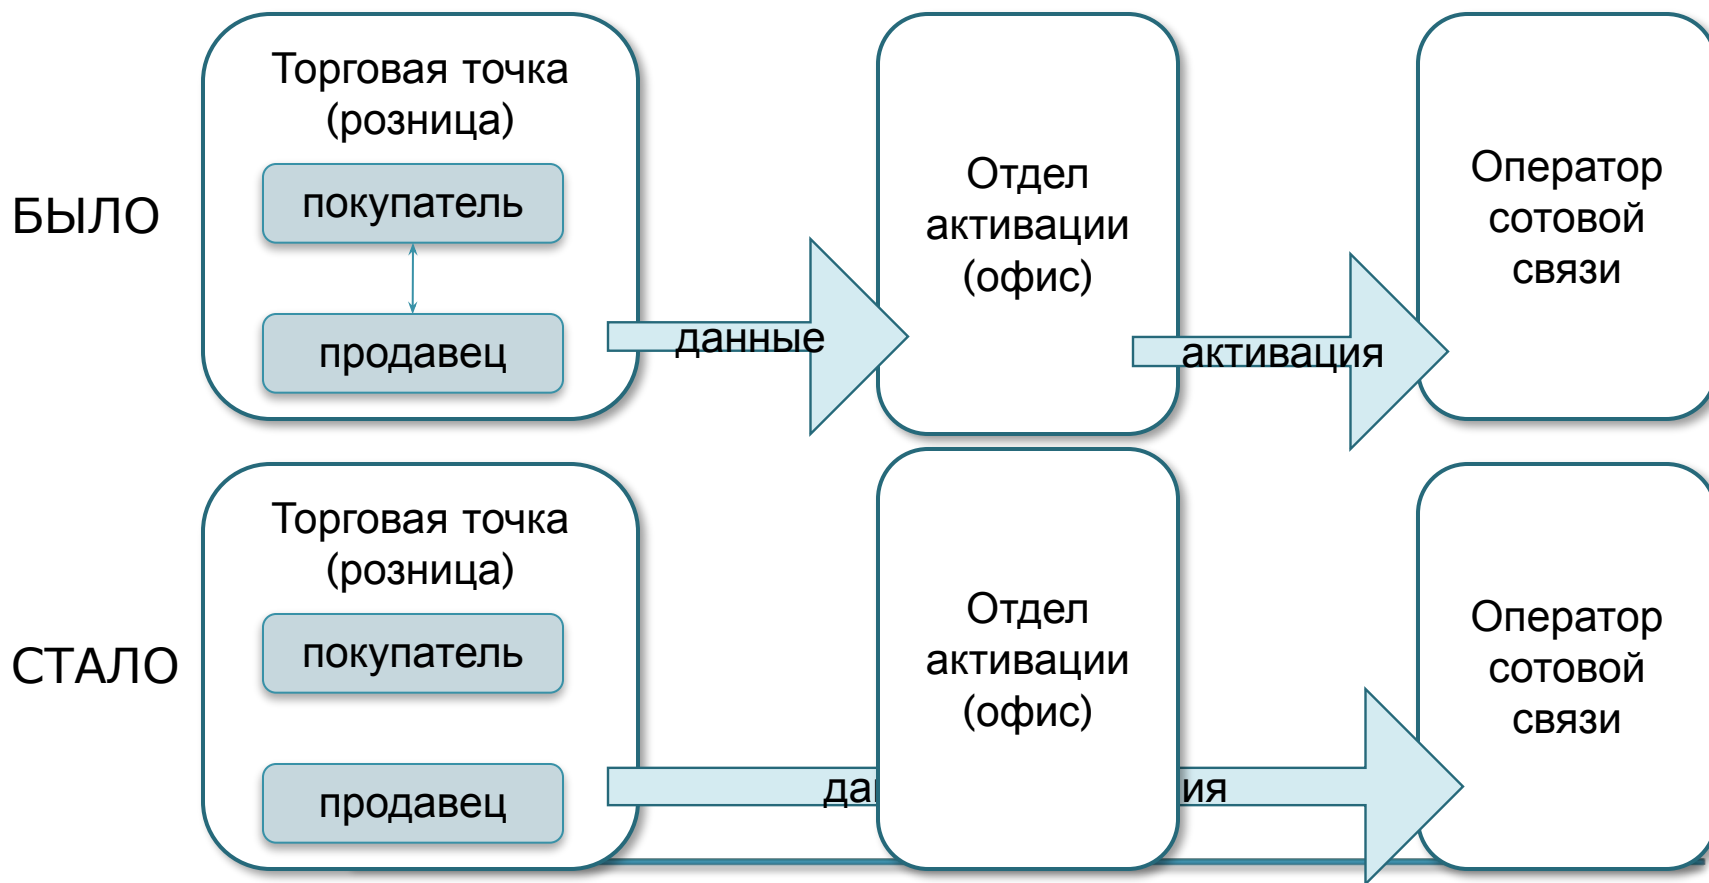 БЫЛО
Торговая точка
(розница)
покупатель
продавец
данные
Отдел
активации
(офис)
активация
Оператор
сотовой
связи
СТАЛО
Торговая точка
(розница)
покупатель
продавец
Отдел
активации
(офис)
Оператор
сотовой
связи